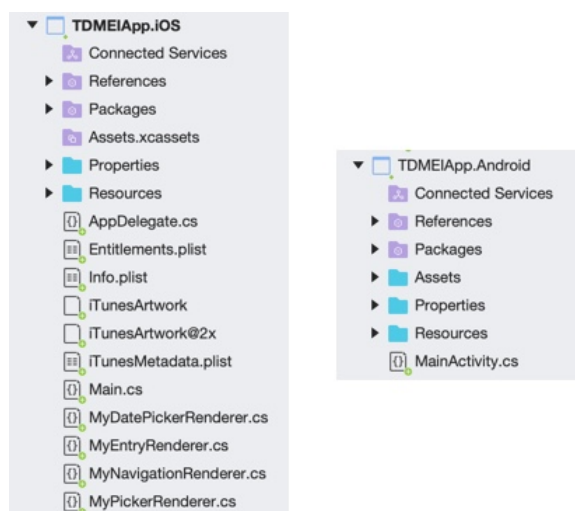 TDMEIApp.iOS
Connected Services
References
Packages
Assets.xcassets
Properties
Resources
AppDelegate.cs
Entitlements.plist
Info.plist
iTunesArtwork
iTunesArtwork@2x
iTunesMetadata.plist
Main.cs
MyDatePickerRenderer.cs
MyEntryRenderer.cs
MyNavigationRenderer.cs
MyPickerRenderer.cs
TDMEIApp.Android
Connected Services
References
Packages
Assets
Properties
Resources
MainActivity.cs